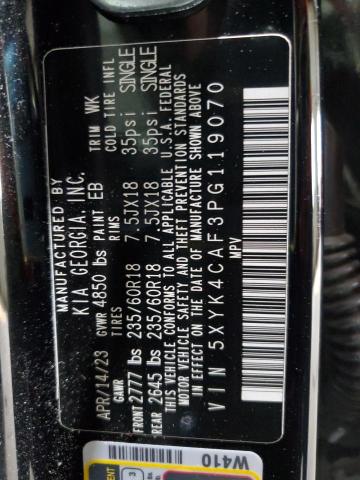 MANUFACTURED BY
KIA GEORGIA, INC.
APR/14/23 GVWR 4850 lbs PAINT EB TRIM WK
GAWR TIRES RIMS COLD TIRE INFL
FRONT 2777 lbs 235/60R18 7.5JX18 35psi SINGLE
REAR 2645 lbs 235/60R18 7.5JX18 35psi SINGLE
THIS VEHICLE CONFORMS TO ALL APPLICABLE U.S.A. FEDERAL
MOTOR VEHICLE SAFETY AND THEFT PREVENTION STANDARDS
IN EFFECT ON THE DATE OF MANUFACTURE SHOWN ABOVE
VIN 5XYK4CAF3PG119070
MPV
W410